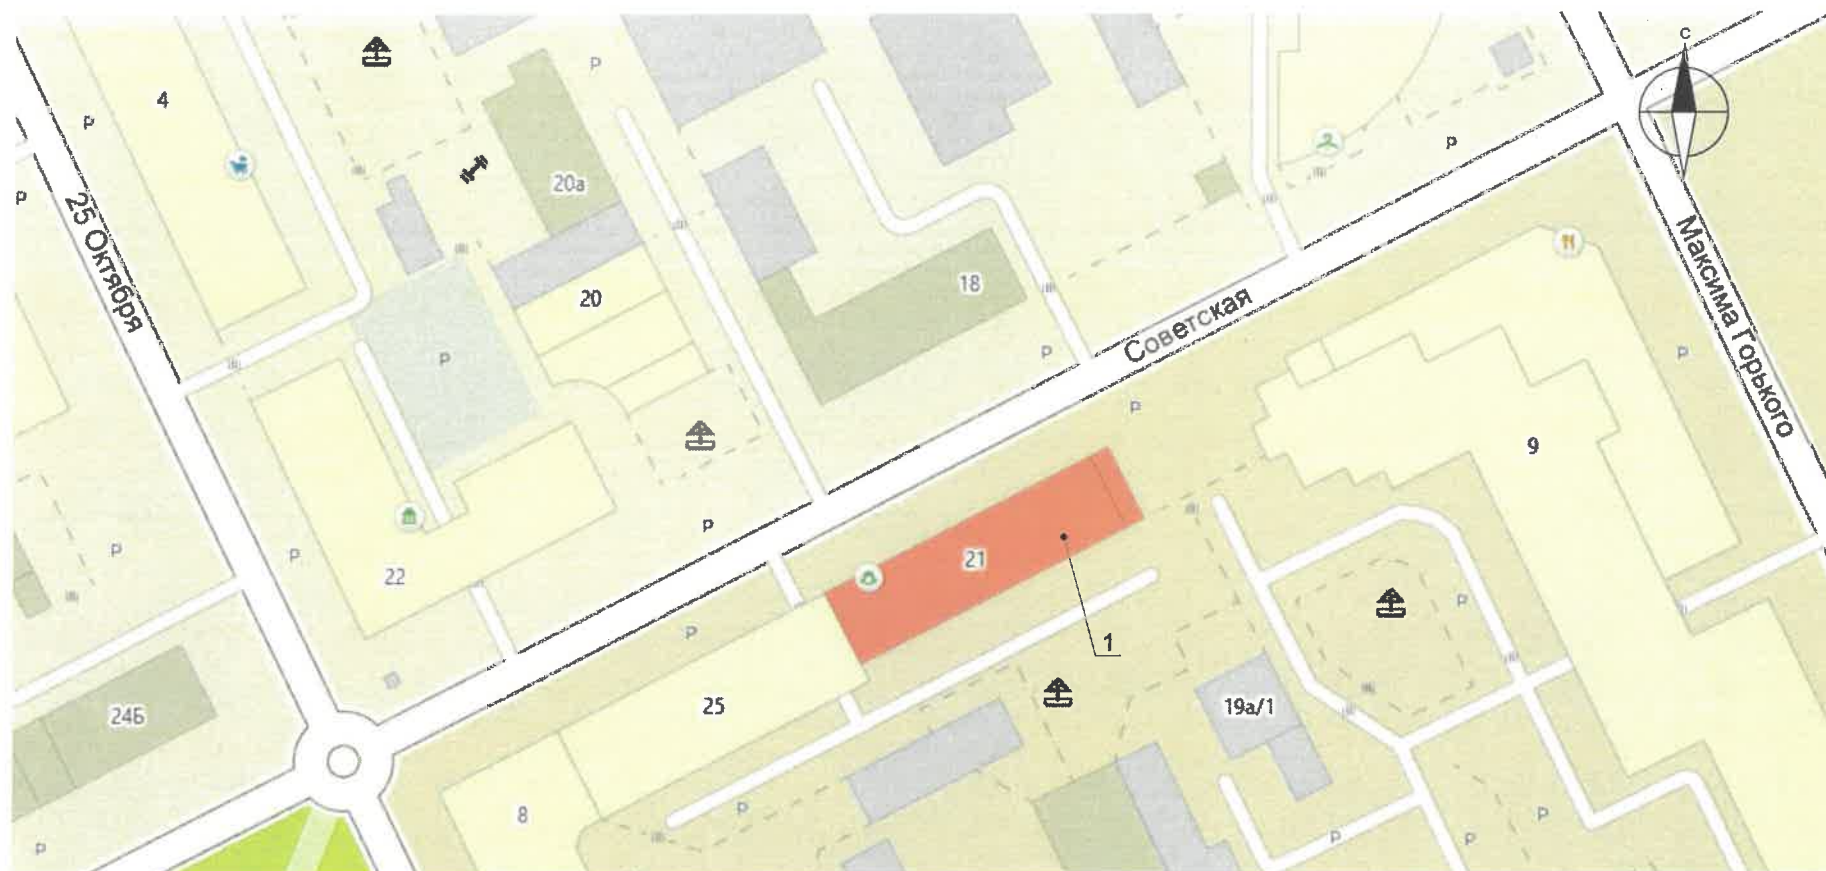 С
4
Р
Р
Р
Р
20а
25 Октября
20
18
Советская
Максима Горького
Р
Р
Р
Р
9
Р
Р
Р
21
22
Р
Р
1
24Б
25
19а/1
8
Р
Р
Р
Р
Р